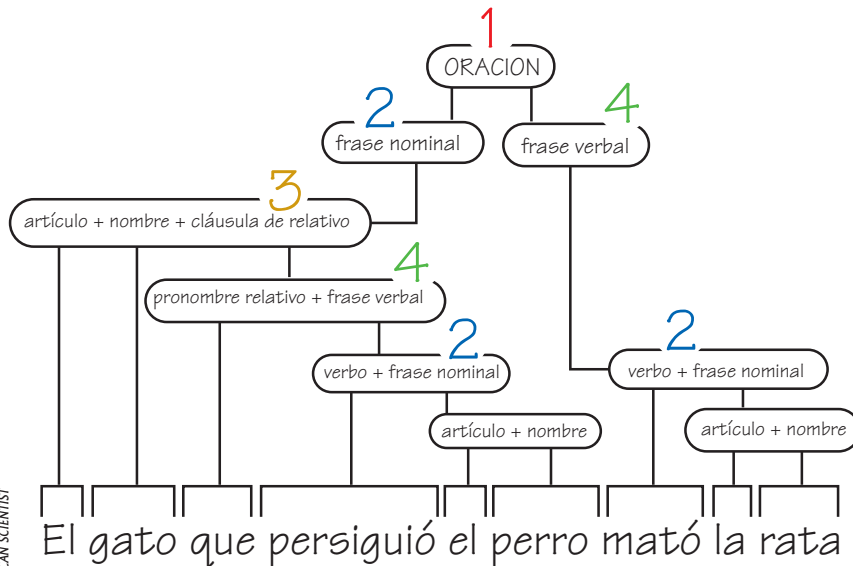 1
ORACION
2
4
frase nominal
frase verbal
3
artículo + nombre + cláusula de relativo
4
pronombre relativo + frase verbal
2
2
verbo + frase nominal
verbo + frase nominal
artículo + nombre
artículo + nombre
El gato que persiguió el perro mató la rata
SCIENTIST